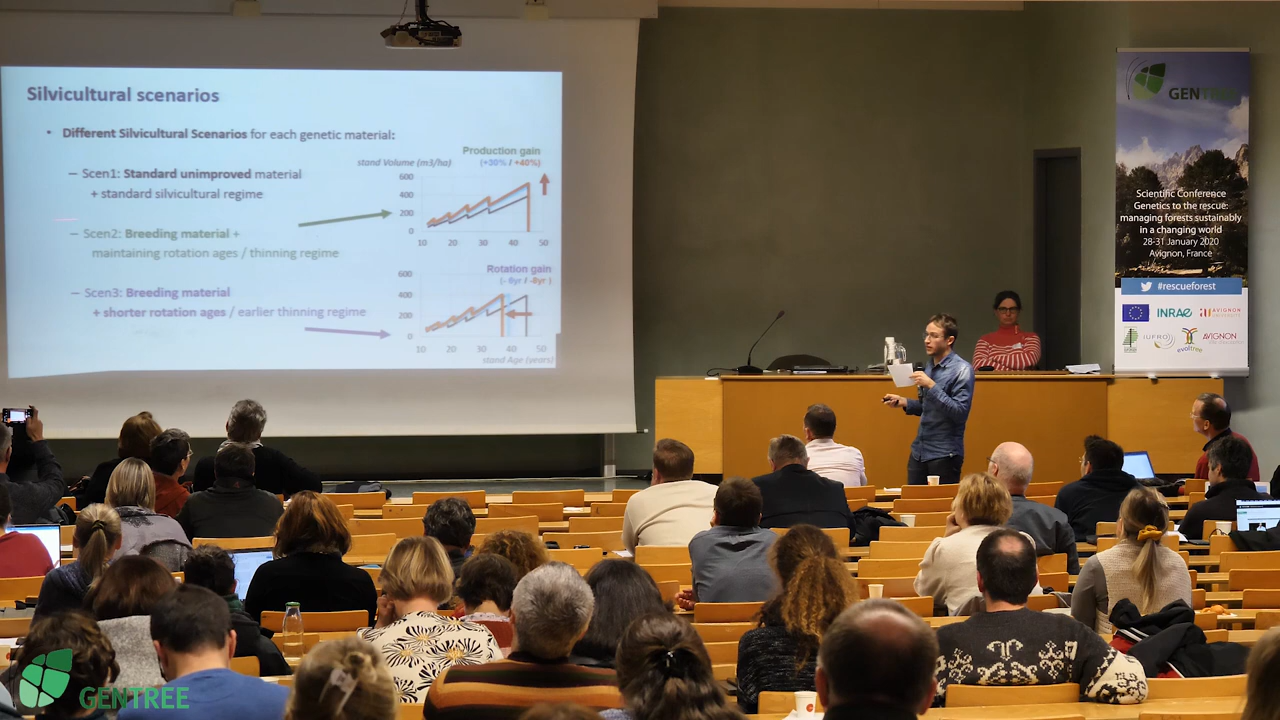 Silvicultural scenarios
• Different Silvicultural Scenarios for each genetic material:
– Scen1: Standard unimproved material
+ standard silvicultural regime
– Scen2: Breeding material +
maintaining rotation ages / thinning regime
– Scen3: Breeding material
+ shorter rotation ages / earlier thinning regime
Production gain
stand Volume (m3/ha) (+30% / +40%)
600
400
200
0
10 20 30 40 50
Rotation gain
(- 6yr / -8yr )
600
400
200
0
10 20 30 40 50
stand Age (years)
GENTREE
Scientific Conference
Genetics to the rescue:
managing forests sustainably
in a changing world
28-31 January 2020
Avignon, France
#rescueforest
INRAE AVIGNON
IUFRO evoltree AVIGNON
GENTREE